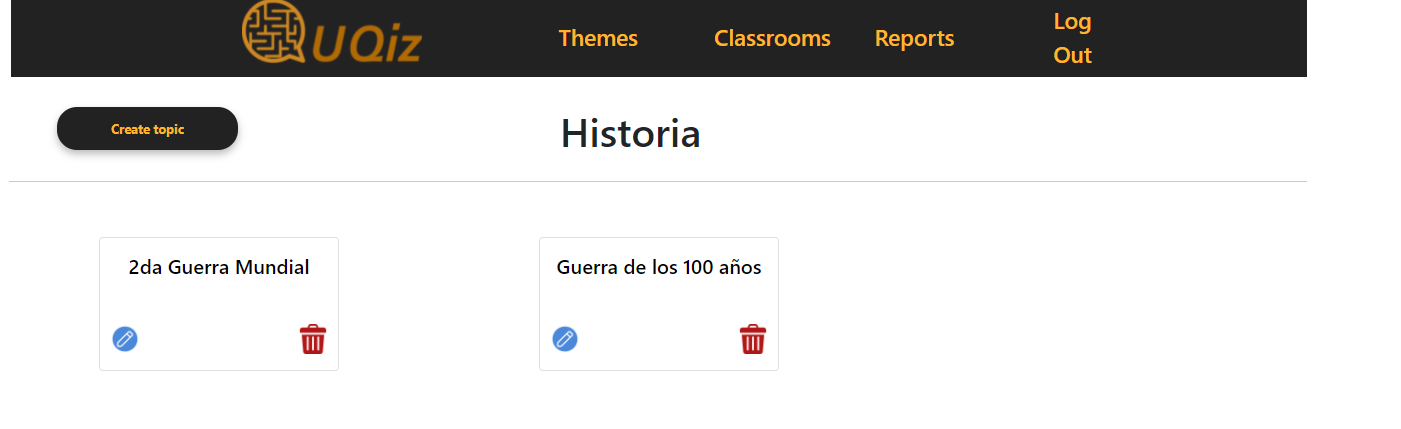 UQiz
Themes
Classrooms
Reports
Log
Out
Create topic
Historia
2da Guerra Mundial
Guerra de los 100 años